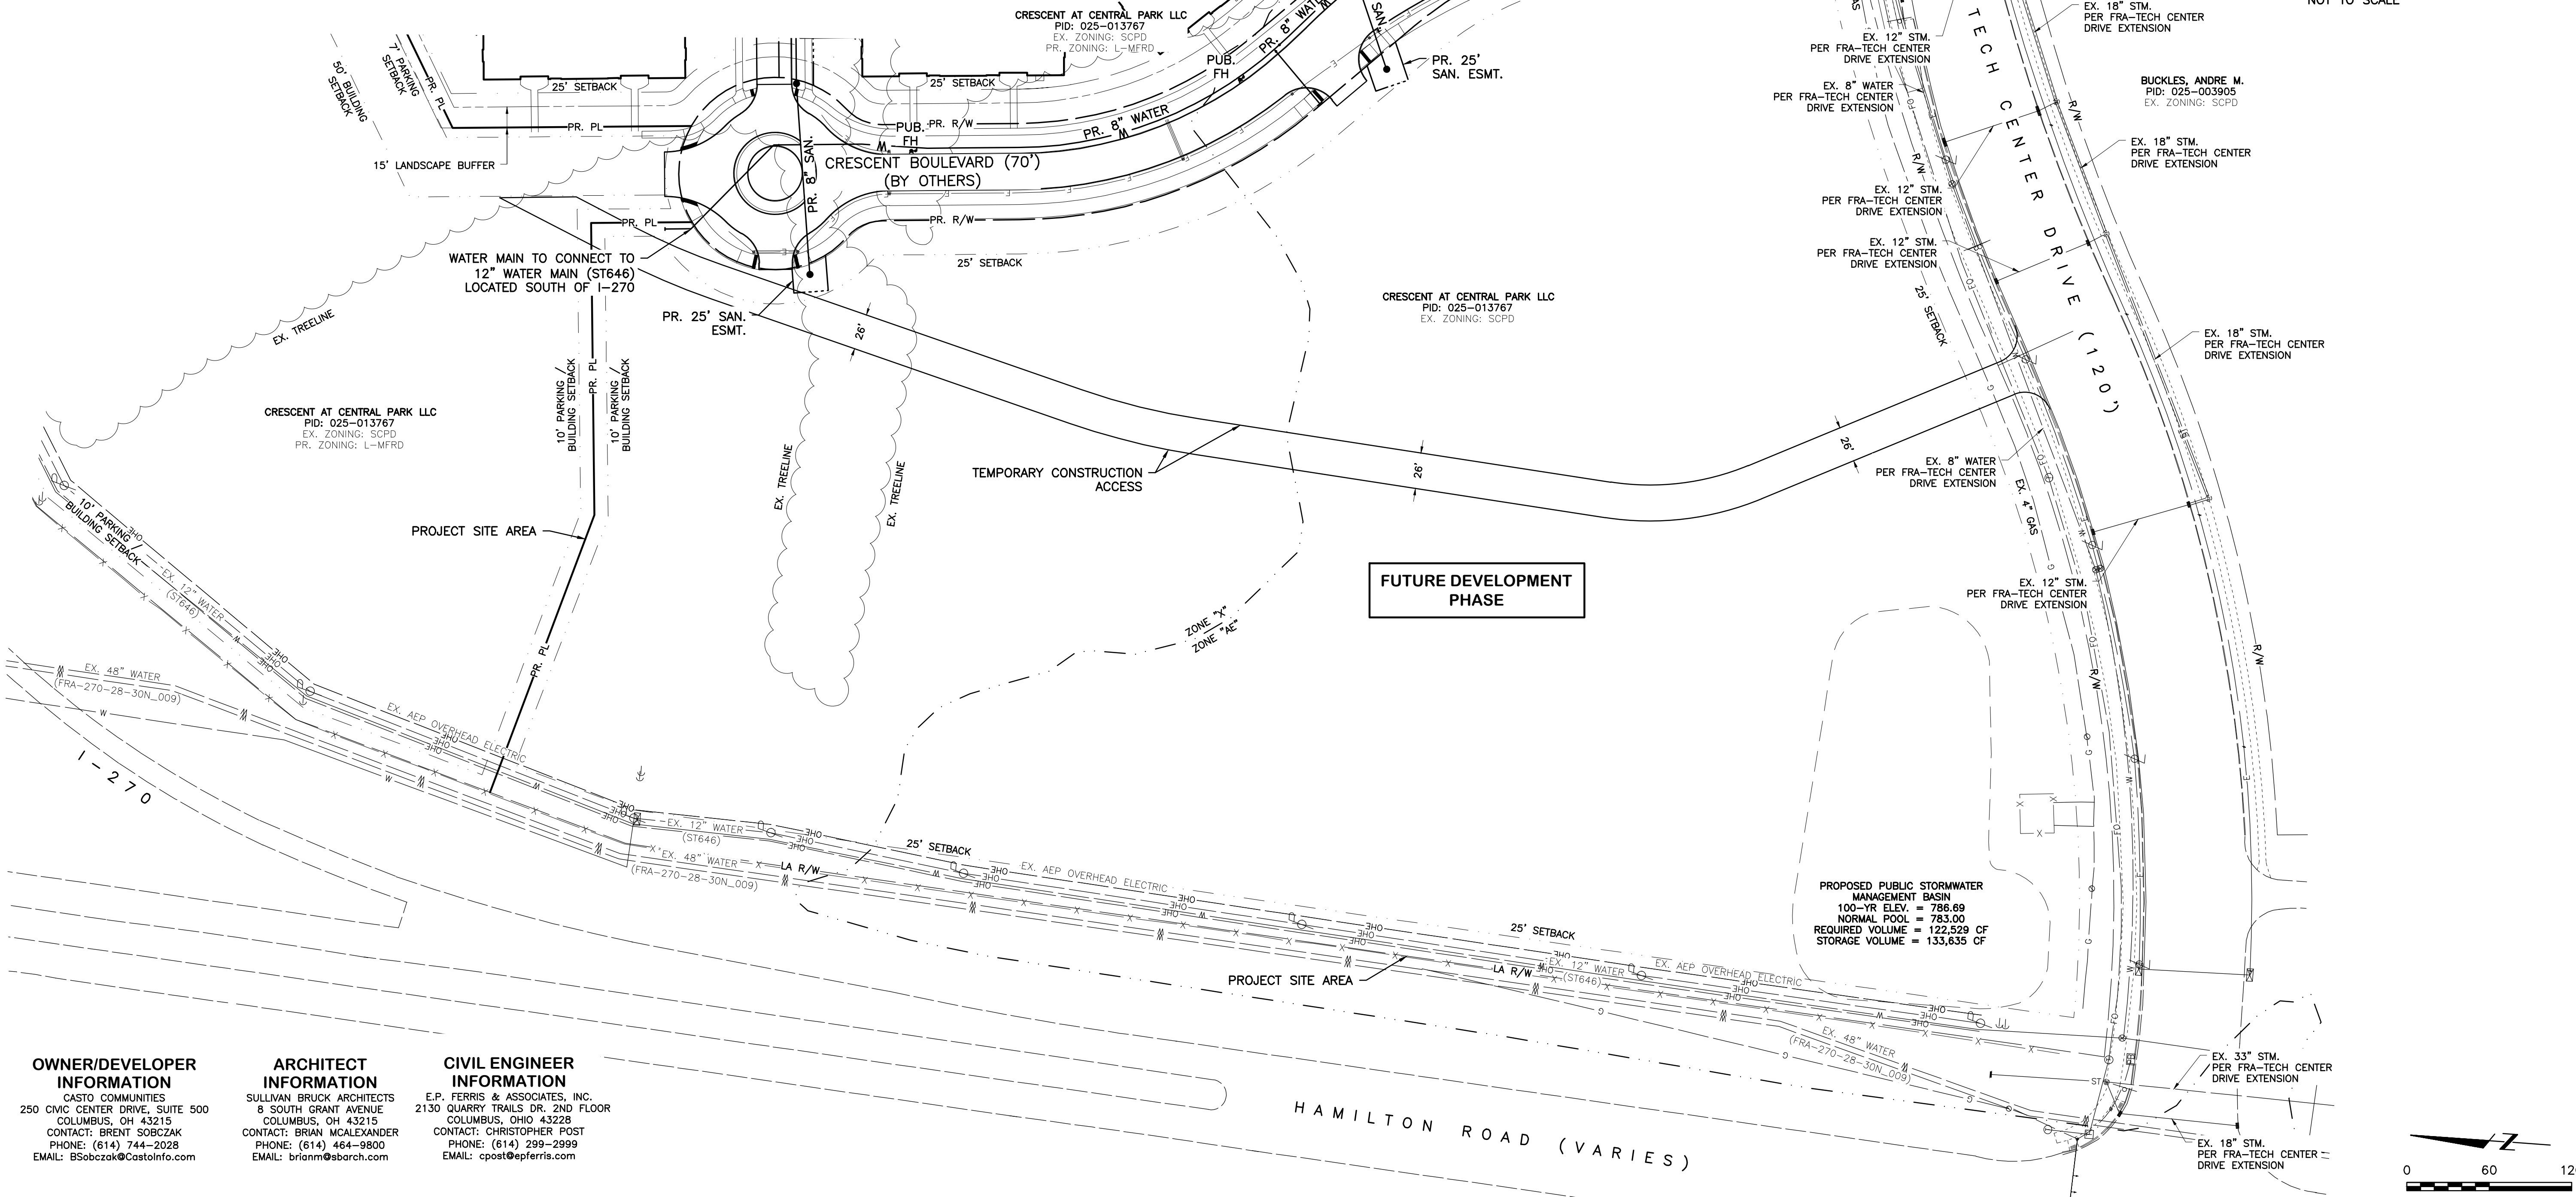 NOT TO SCALE
CRESCENT AT CENTRAL PARK LLC
PID: 025-013767
EX. ZONING: SCPD
PR. ZONING: L-MFRD
50' BUILDING
SETBACK
7' PARKING
SETBACK
PR. PL
25' SETBACK
25' SETBACK
PR. PL
15' LANDSCAPE BUFFER
PUB.
FH
PR. R/W
PR. 8" WATER
W
PUB.
FH
PR. 8" WATER
SAN.
PR. 25'
SAN. ESMT.
PR. 8" SAN.
CRESCENT BOULEVARD (70')
(BY OTHERS)
PR. PL
PR. R/W
25' SETBACK
WATER MAIN TO CONNECT TO
12" WATER MAIN (ST646)
LOCATED SOUTH OF I-270
PR. 25' SAN.
ESMT.
EX. TREELINE
26'
CRESCENT AT CENTRAL PARK LLC
PID: 025-013767
EX. ZONING: SCPD
GAS
EX. 12" STM.
PER FRA-TECH CENTER
DRIVE EXTENSION
EX. 8" WATER
PER FRA-TECH CENTER
DRIVE EXTENSION
EX. 12" STM.
PER FRA-TECH CENTER
DRIVE EXTENSION
EX. 12" STM.
PER FRA-TECH CENTER
DRIVE EXTENSION
25' SETBACK
R/W
TECH CENTER DRIVE (120')
EX. 18" STM.
PER FRA-TECH CENTER
DRIVE EXTENSION
R/W
BUCKLES, ANDRE M.
PID: 025-003905
EX. ZONING: SCPD
EX. 18" STM.
PER FRA-TECH CENTER
DRIVE EXTENSION
EX. 18" STM.
PER FRA-TECH CENTER
DRIVE EXTENSION
CRESCENT AT CENTRAL PARK LLC
PID: 025-013767
EX. ZONING: SCPD
PR. ZONING: L-MFRD
10' PARKING /
BUILDING SETBACK
PR. PL
10' PARKING /
BUILDING SETBACK
EX. TREELINE
EX. TREELINE
TEMPORARY CONSTRUCTION
ACCESS
26'
26'
EX. 8" WATER
PER FRA-TECH CENTER
DRIVE EXTENSION
EX. 4" GAS
PROJECT SITE AREA
10' PARKING /
BUILDING SETBACK
OHE
EX. 12" WATER
(ST646)
PR. PL
ZONE "X"
ZONE "AE"
FUTURE DEVELOPMENT
PHASE
EX. 12" STM.
PER FRA-TECH CENTER
DRIVE EXTENSION
R/W
R/W
EX. 48" WATER
(FRA-270-28-30N_009)
EX. AEP OVERHEAD ELECTRIC
I-270
EX. 12" WATER
(ST646)
EX. 48" WATER
(FRA-270-28-30N_009)
LA R/W
25' SETBACK
EX. AEP OVERHEAD ELECTRIC
PROJECT SITE AREA
25' SETBACK
LA R/W
EX. 12" WATER
(ST646)
EX. AEP OVERHEAD ELECTRIC
PROPOSED PUBLIC STORMWATER
MANAGEMENT BASIN
100-YR ELEV. = 786.69
NORMAL POOL = 783.00
REQUIRED VOLUME = 122,529 CF
STORAGE VOLUME = 133,635 CF
EX. 48" WATER
(FRA-270-28-30N_009)
EX. 33" STM.
PER FRA-TECH CENTER
DRIVE EXTENSION
EX. 18" STM.
PER FRA-TECH CENTER
DRIVE EXTENSION
HAMILTON ROAD (VARIES)
OWNER/DEVELOPER
INFORMATION
CASTO COMMUNITIES
250 CIVIC CENTER DRIVE, SUITE 500
COLUMBUS, OH 43215
CONTACT: BRENT SOBCZAK
PHONE: (614) 744-2028
EMAIL: BSobczak@CastoInfo.com
ARCHITECT
INFORMATION
SULLIVAN BRUCK ARCHITECTS
8 SOUTH GRANT AVENUE
COLUMBUS, OH 43215
CONTACT: BRIAN MCALEXANDER
PHONE: (614) 464-9800
EMAIL: brianm@sbarch.com
CIVIL ENGINEER
INFORMATION
E.P. FERRIS & ASSOCIATES, INC.
2130 QUARRY TRAILS DR. 2ND FLOOR
COLUMBUS, OHIO 43228
CONTACT: CHRISTOPHER POST
PHONE: (614) 299-2999
EMAIL: cpost@epferris.com
Z
0 60